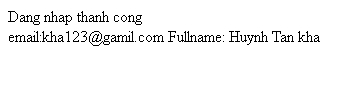 Dang nhap thanh cong
email:kha123@gamil.com Fullname: Huynh Tan kha